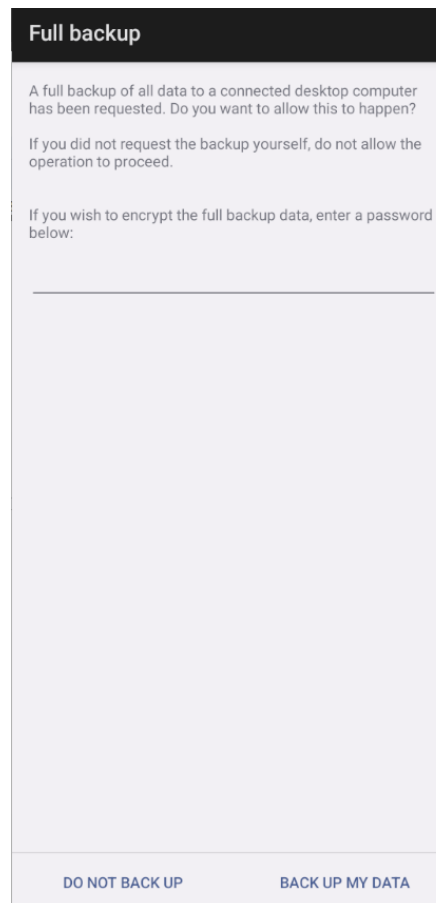 Full backup
A full backup of all data to a connected desktop computer
has been requested. Do you want to allow this to happen?
If you did not request the backup yourself, do not allow the
operation to proceed.
If you wish to encrypt the full backup data, enter a password
below:
DO NOT BACK UP
BACK UP MY DATA